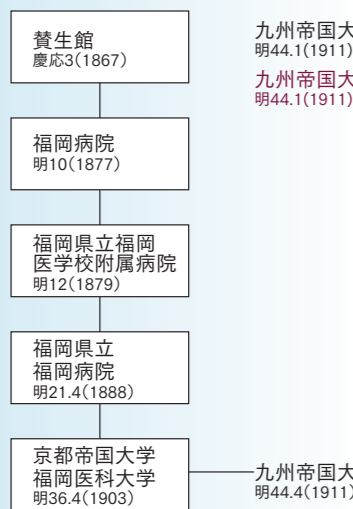 賛生館
慶応3(1867)
福岡病院
明10(1877)
福岡県立福岡
医学校附属病院
明12(1879)
福岡県立
福岡病院
明21.4(1888)
京都帝国大学
福岡医科大学
明36.4(1903)
九州帝国大
明44.1(1911)
九州帝国大
明44.1(1911)
九州帝国大
明44.4(1911)